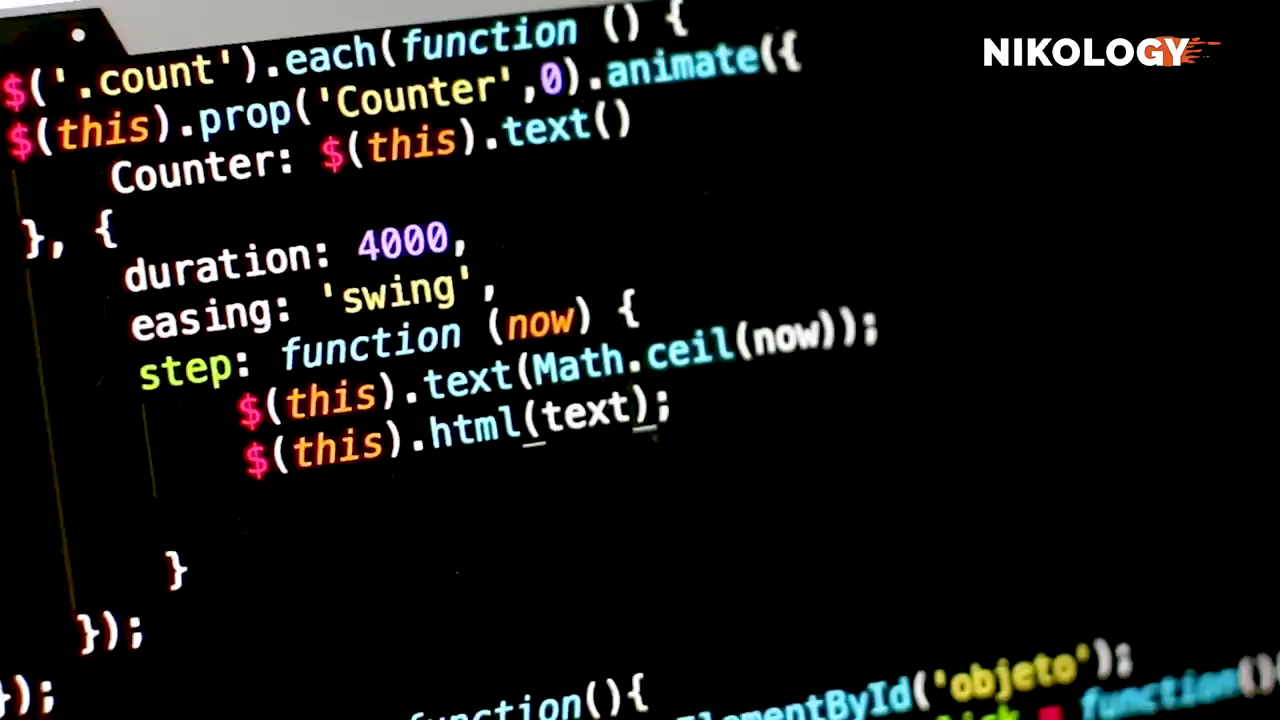 NIKOLOGY
$('.count').each(function () {
$(this).prop('Counter',0).animate({
Counter: $(this).text()
}, {
duration: 4000,
easing: 'swing',
step: function (now) {
$(this).text(Math.ceil(now));
$(this).html(text);
}
});
});
function(){
ElementById('objeto');
= function(){